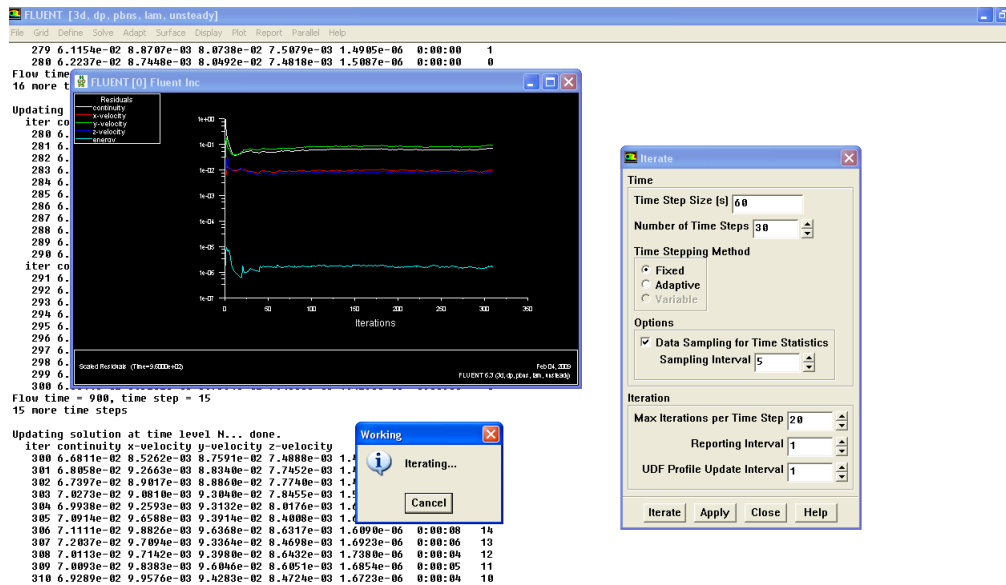 FLUENT [3d, dp, pbns, lam, unsteady]
File Grid Define Solve Adapt Surface Display Plot Report Parallel Help
279 6.1154e-02 8.8707e-03 8.0738e-02 7.5079e-03 1.4905e-06 0:00:00 1
280 6.2237e-02 8.7448e-03 8.0492e-02 7.4818e-03 1.5087e-06 0:00:00 0
Flow time
16 more t
Updating
iter co
280 6.
281 6.
282 6.
283 6.
284 6.
285 6.
286 6.
287 6.
288 6.
289 6.
290 6.
iter co
291 6.
292 6.
293 6.
294 6.
295 6.
296 6.
297 6.
298 6.
299 6.
300 6.
Flow time = 900, time step = 15
15 more time steps
Updating solution at time level N... done.
iter continuity x-velocity y-velocity z-velocity
300 6.6811e-02 8.5262e-03 8.7591e-02 7.4888e-03 1.
301 6.8058e-02 9.2663e-03 8.8340e-02 7.7452e-03 1.
302 6.7397e-02 8.9017e-03 8.8860e-02 7.7740e-03 1.
303 7.0273e-02 9.0810e-03 9.3040e-02 7.8455e-03 1.
304 6.9938e-02 9.2593e-03 9.3132e-02 8.0176e-03 1.
305 7.0914e-02 9.6588e-03 9.3914e-02 8.4008e-03 1.
306 7.1111e-02 9.8826e-03 9.6368e-02 8.6317e-03 1.6090e-06 0:00:08 14
307 7.2037e-02 9.7094e-03 9.3364e-02 8.4698e-03 1.6923e-06 0:00:06 13
308 7.0113e-02 9.7142e-03 9.3980e-02 8.6432e-03 1.7380e-06 0:00:04 12
309 7.0093e-02 9.8383e-03 9.6046e-02 8.6051e-03 1.6854e-06 0:00:05 11
310 6.9289e-02 9.9576e-03 9.4283e-02 8.4724e-03 1.6723e-06 0:00:04 10
FLUENT [0] Fluent Inc
Residuals
continuity
x-velocity
y-velocity
z-velocity
energy
1e+00
1e-01
1e-02
1e-03
1e-04
1e-05
1e-06
1e-07
0 50 100 150 200 250 300 350
Iterations
Scaled Residuals (Time=9.6000e+02)
Feb 04, 2009
FLUENT 6.3 (3d, dp, pbns, lam, unsteady)
Working
Iterating...
Cancel
Iterate
Time
Time Step Size (s) 60
Number of Time Steps 30
Time Stepping Method
Fixed
Adaptive
Variable
Options
Data Sampling for Time Statistics
Sampling Interval 5
Iteration
Max Iterations per Time Step 20
Reporting Interval 1
UDF Profile Update Interval 1
Iterate Apply Close Help